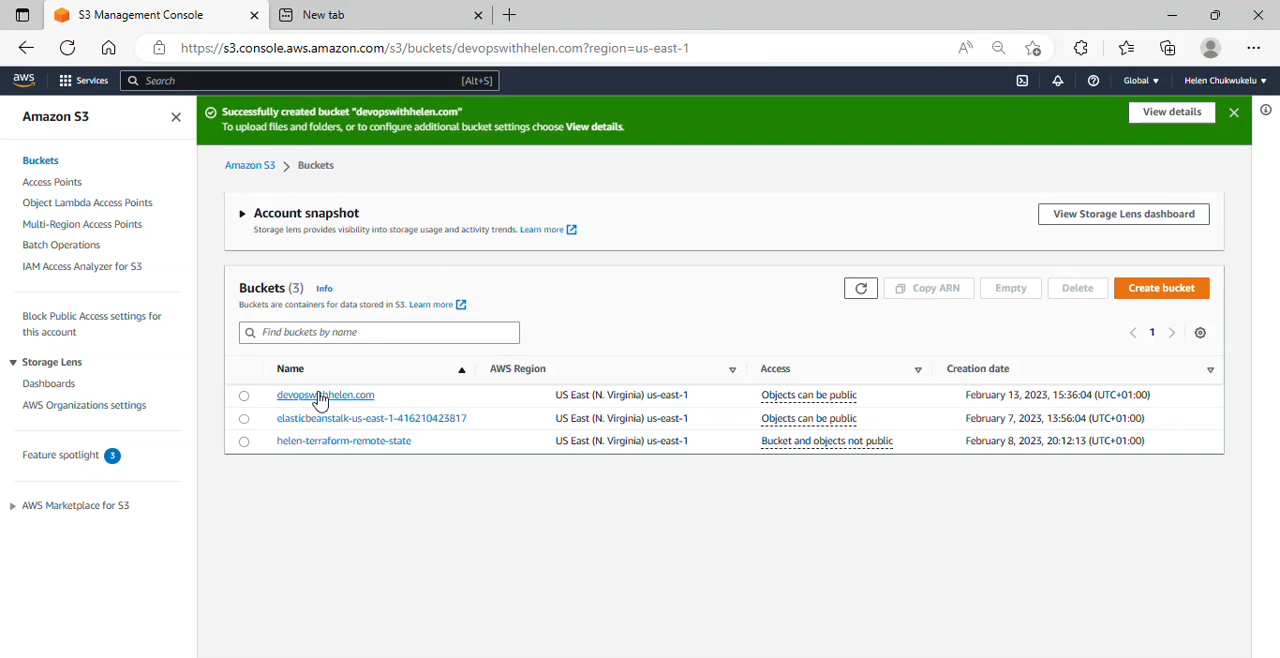 S3 Management Console
New tab
https://s3.console.aws.amazon.com/s3/buckets/devopswithhelen.com?region=us-east-1
aws
Services
Search
[Alt+S]
Global
Helen Chukwukelu
Amazon S3
Buckets
Access Points
Object Lambda Access Points
Multi-Region Access Points
Batch Operations
IAM Access Analyzer for S3
Block Public Access settings for
this account
Storage Lens
Dashboards
AWS Organizations settings
Feature spotlight 3
AWS Marketplace for S3
Successfully created bucket "devopswithhelen.com"
To upload files and folders, or to configure additional bucket settings choose View details.
View details
Amazon S3 > Buckets
Account snapshot
Storage lens provides visibility into storage usage and activity trends. Learn more
View Storage Lens dashboard
Buckets (3) Info
Buckets are containers for data stored in S3. Learn more
Copy ARN
Empty
Delete
Create bucket
Find buckets by name
1
Name AWS Region Access Creation date
devopswithhelen.com US East (N. Virginia) us-east-1 Objects can be public February 13, 2023, 15:36:04 (UTC+01:00)
elasticbeanstalk-us-east-1-416210423817 US East (N. Virginia) us-east-1 Objects can be public February 7, 2023, 13:56:04 (UTC+01:00)
helen-terraform-remote-state US East (N. Virginia) us-east-1 Bucket and objects not public February 8, 2023, 20:12:13 (UTC+01:00)